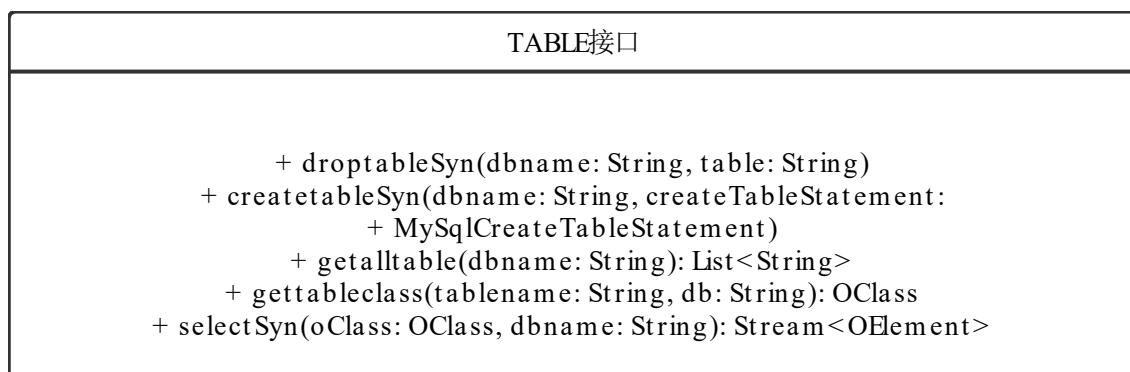 TABLE接口
+ droptableSyn(dbname: String, table: String)
+ createtableSyn(dbname: String, createTableStatement:
+ MySqlCreateTableStatement)
+ getalltable(dbname: String): List<String>
+ gettableclass(tablename: String, db: String): OClass
+ selectSyn(oClass: OClass, dbname: String): Stream<OElement>